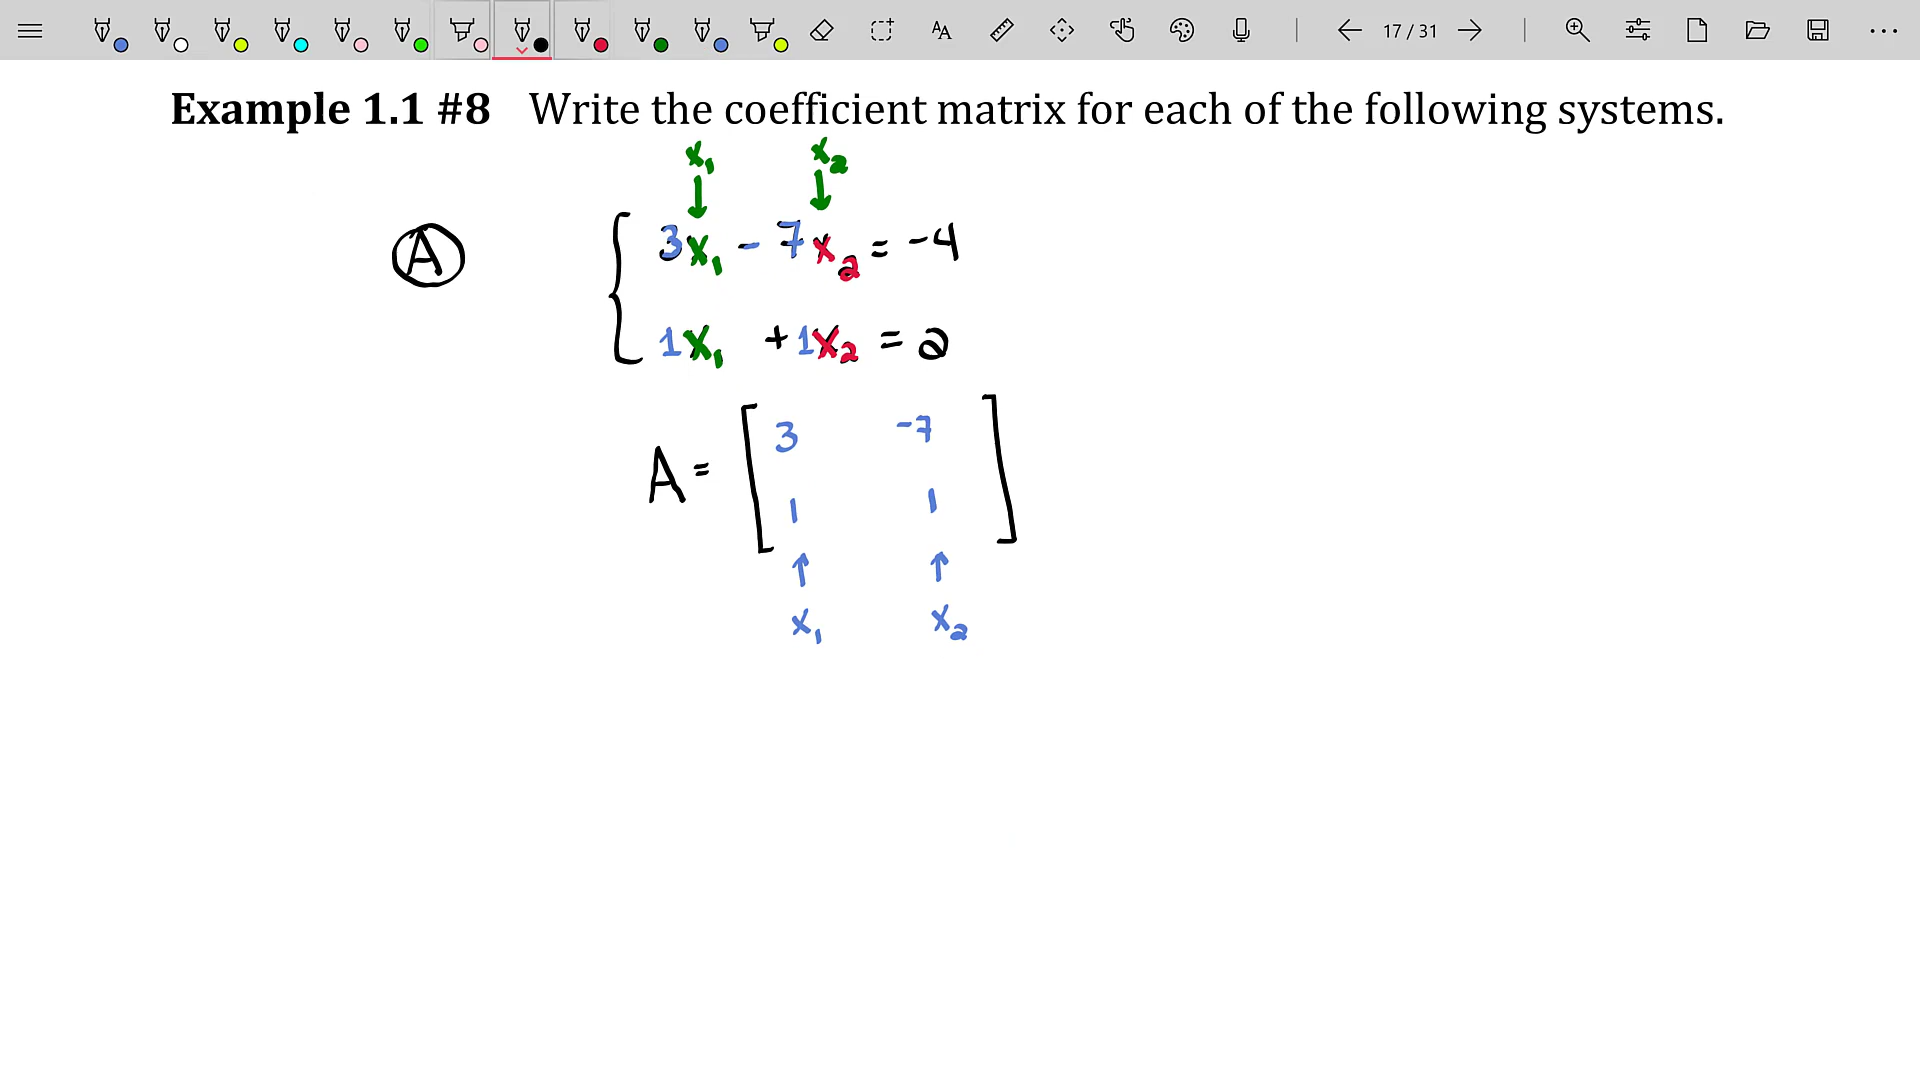 17 / 31
Example 1.1 #8 Write the coefficient matrix for each of the following systems.
x₁ x₂
↓ ↓
A { 3x₁ - 7x₂ = -4
1x₁ + 1x₂ = 2
A = [ 3 -7
1 1 ]
↑ ↑
x₁ x₂